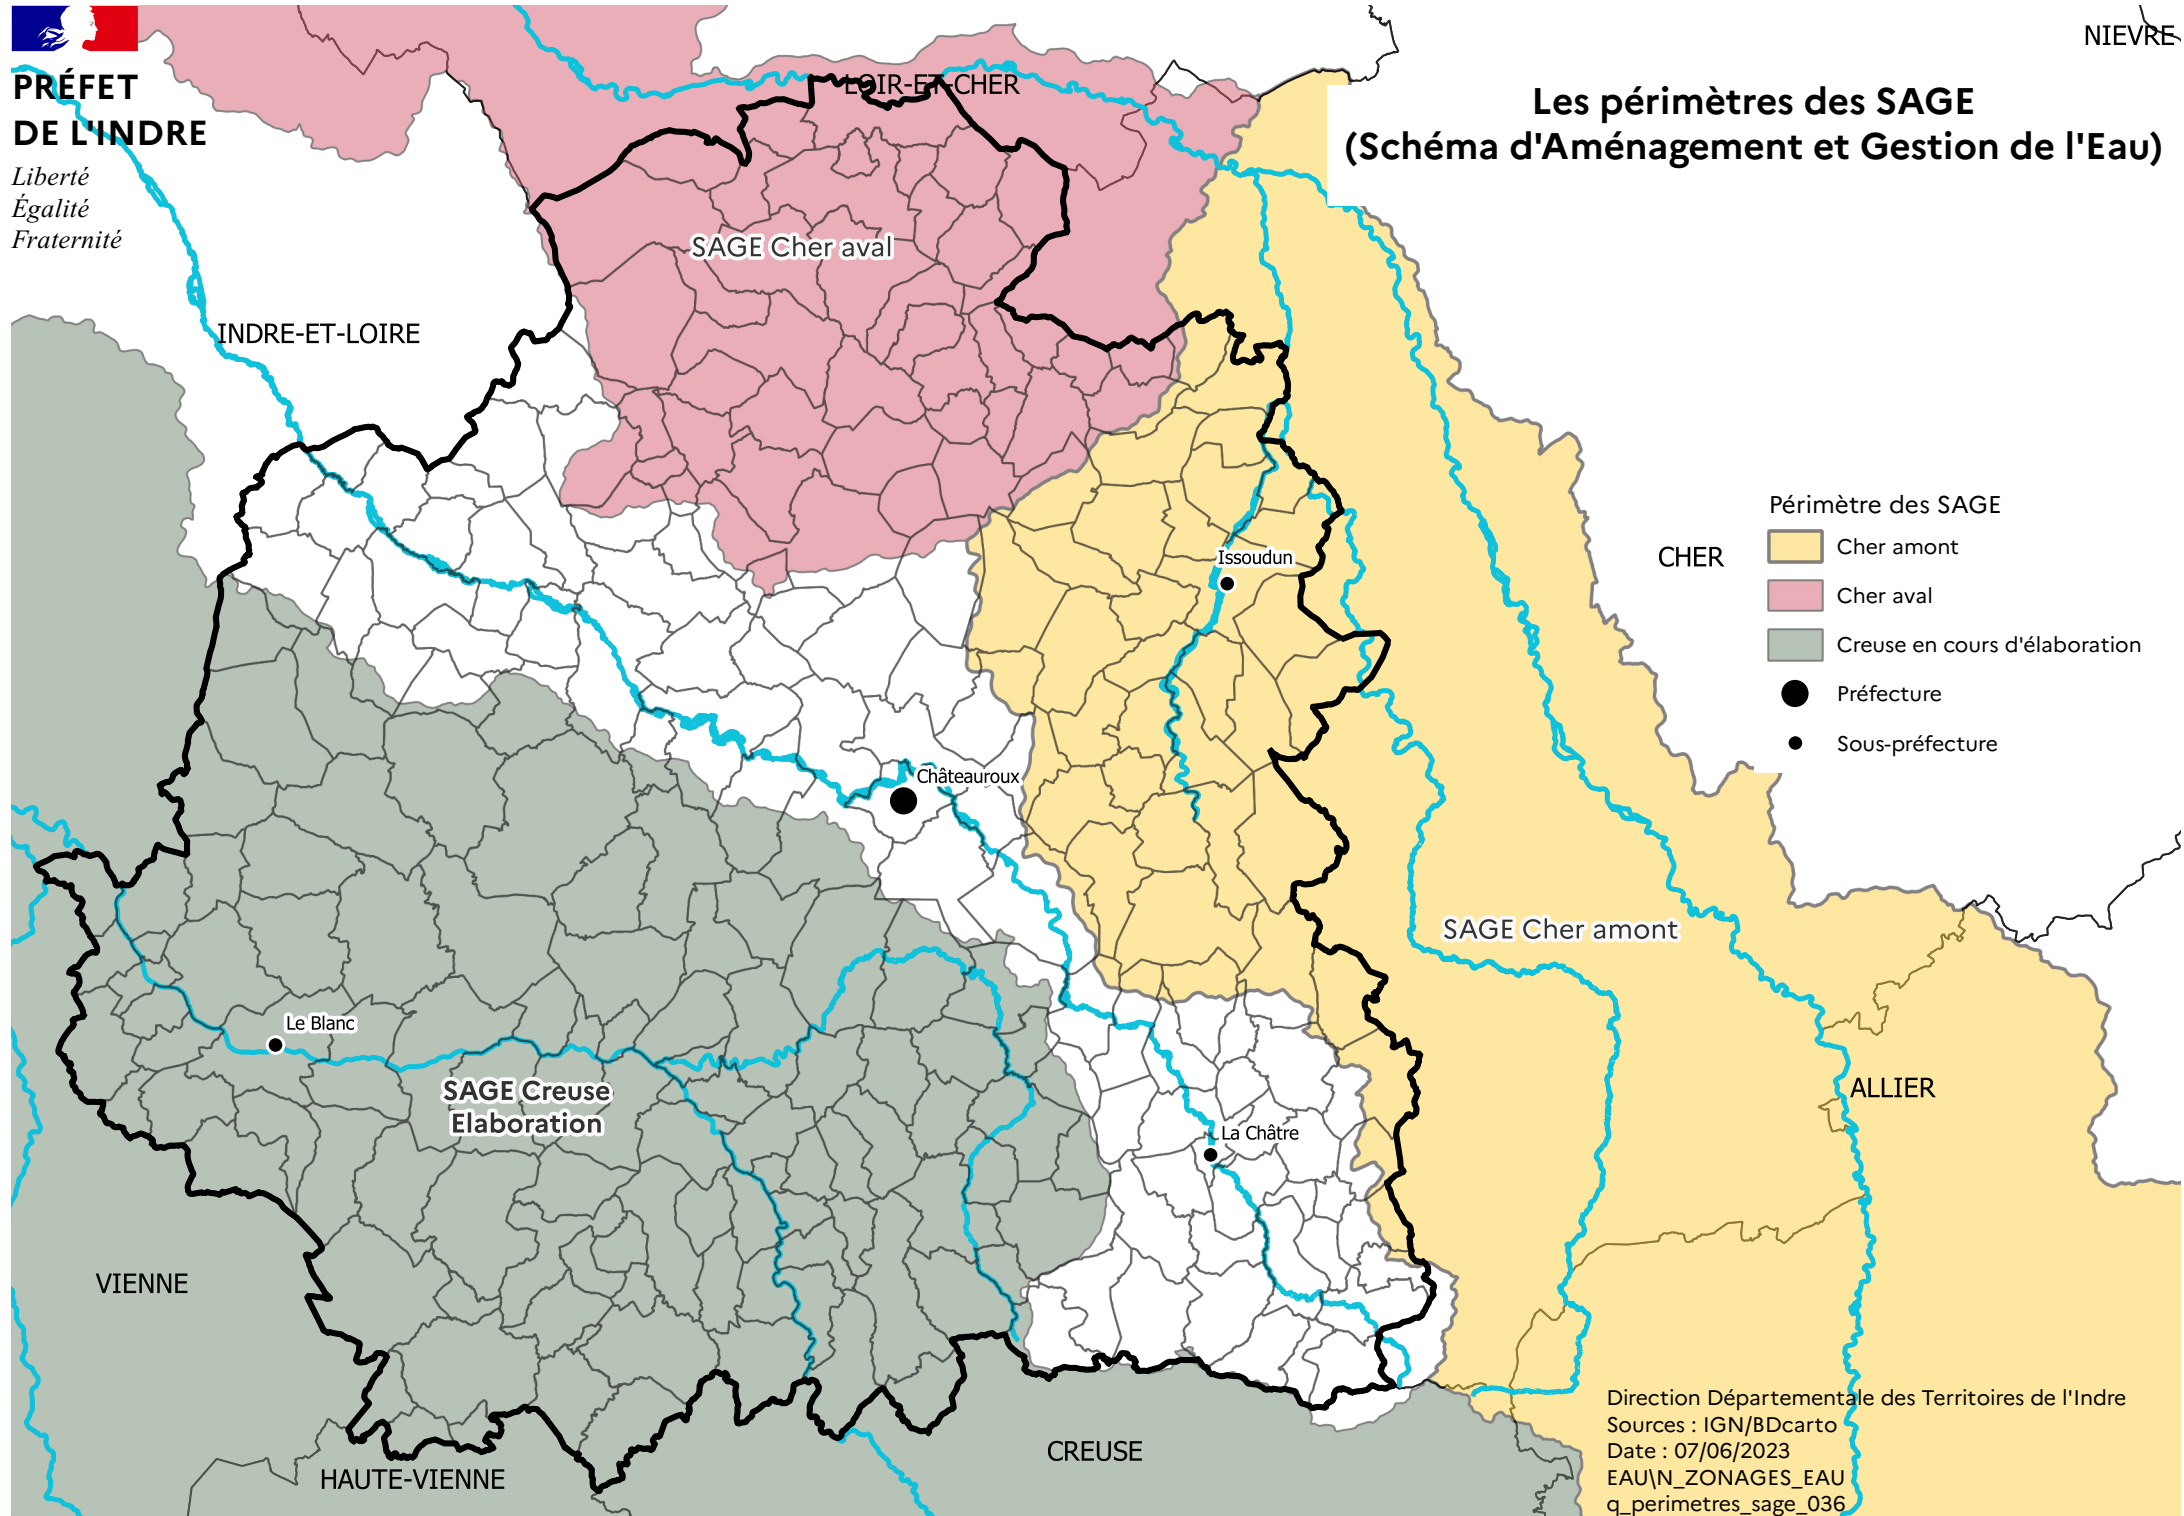 PRÉFET
DE L'INDRE
Liberté
Égalité
Fraternité
NIEVRE
Les périmètres des SAGE
(Schéma d'Aménagement et Gestion de l'Eau)
LOIR-ET-CHER
SAGE Cher aval
INDRE-ET-LOIRE
Périmètre des SAGE
Cher amont
Cher aval
Creuse en cours d'élaboration
Préfecture
Sous-préfecture
CHER
Issoudun
Châteauroux
SAGE Cher amont
Le Blanc
SAGE Creuse
Elaboration
ALLIER
La Châtre
VIENNE
HAUTE-VIENNE
CREUSE
Direction Départementale des Territoires de l'Indre
Sources : IGN/BDcarto
Date : 07/06/2023
EAU\N_ZONAGES_EAU
q_perimetres_sage_036